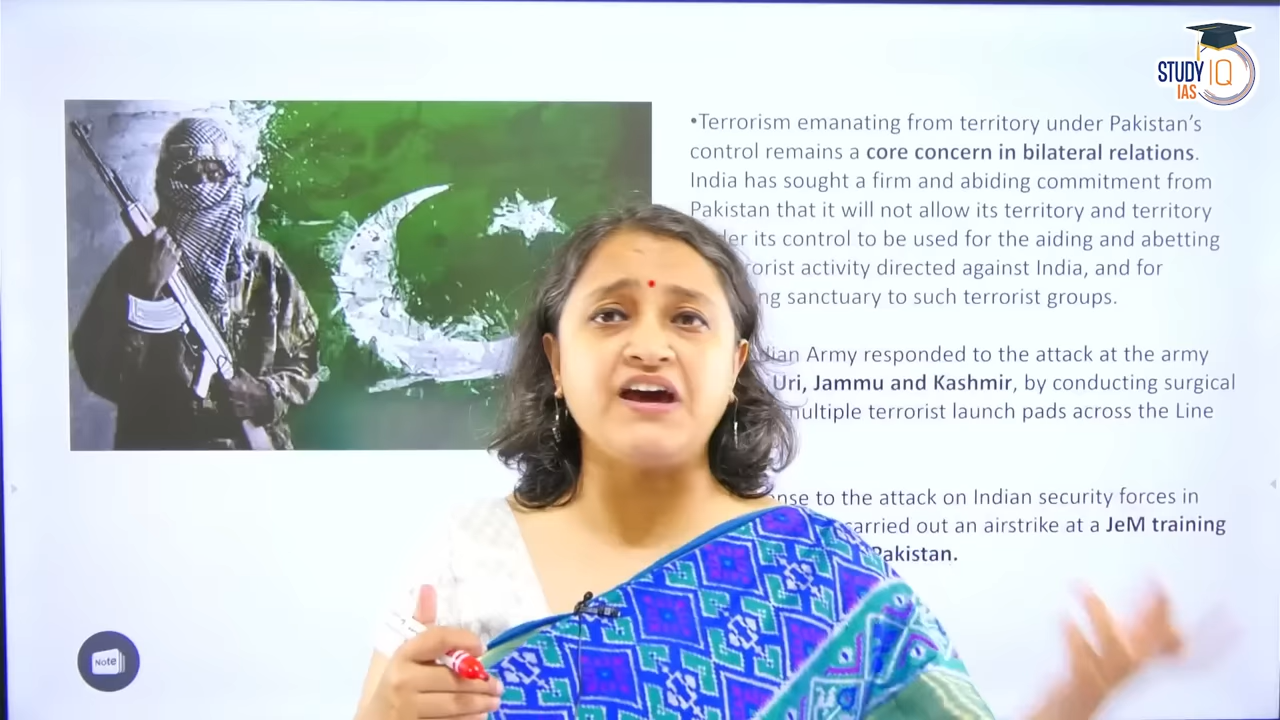 STUDY IQ
IAS
•Terrorism emanating from territory under Pakistan's
control remains a core concern in bilateral relations.
India has sought a firm and abiding commitment from
Pakistan that it will not allow its territory and territory
its control to be used for the aiding and abetting
activity directed against India, and for
sanctuary to such terrorist groups.
Army responded to the attack at the army
Uri, Jammu and Kashmir, by conducting surgical
multiple terrorist launch pads across the Line
to the attack on Indian security forces in
carried out an airstrike at a JeM training
Pakistan.
Note